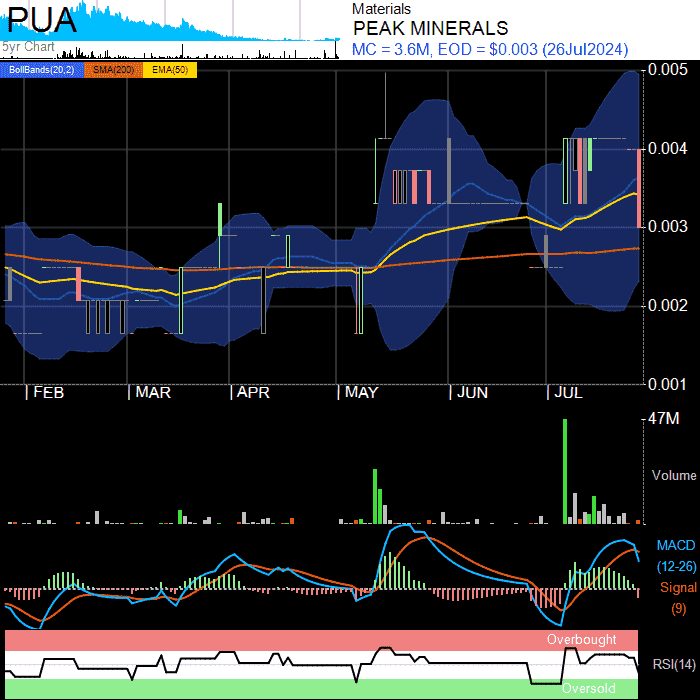 PUA
5yr Chart
Materials
PEAK MINERALS
MC = 3.6M, EOD = $0.003 (26Jul2024)
BollBands(20,2) SMA(200) EMA(50)
0.005
0.004
0.003
0.002
0.001
FEB MAR APR MAY JUN JUL
47M
Volume
MACD
(12-26)
Signal
(9)
Overbought
RSI(14)
Oversold